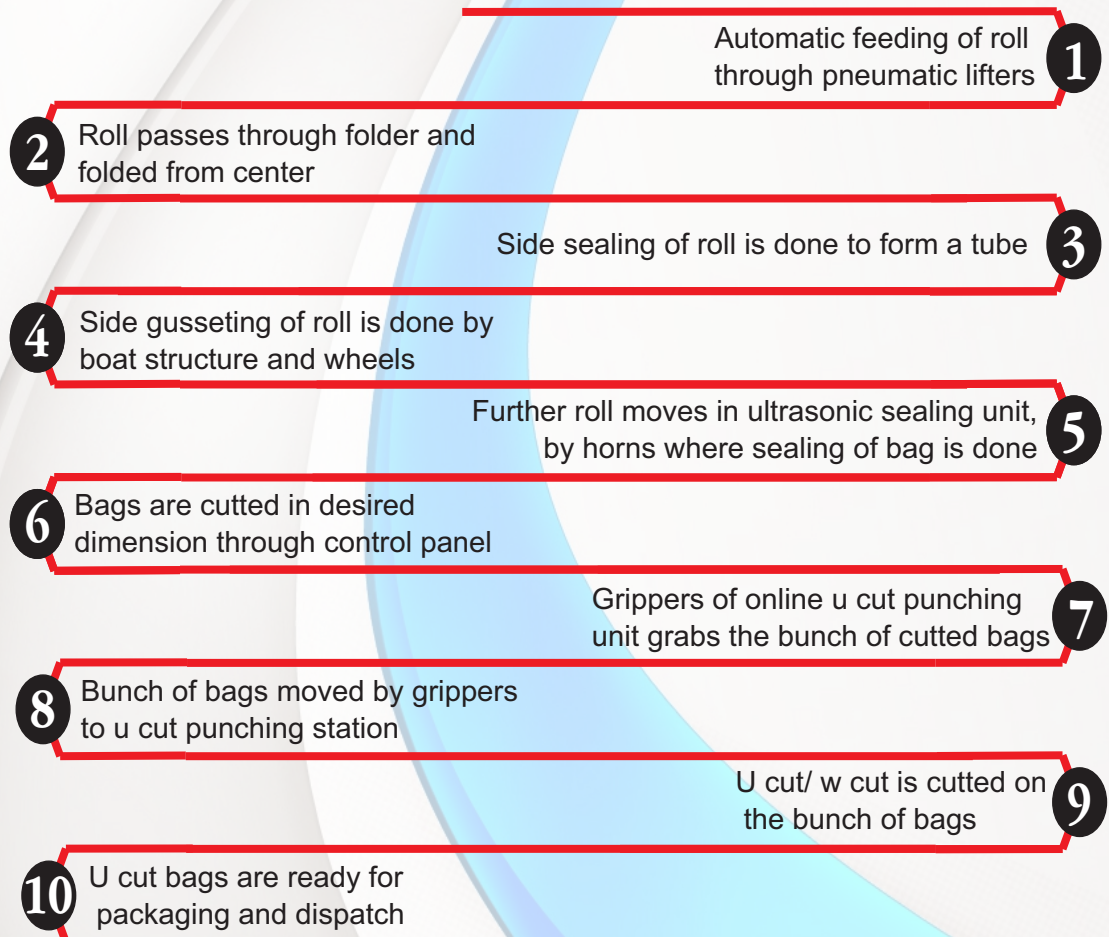 Automatic feeding of roll
through pneumatic lifters
1
2
Roll passes through folder and
folded from center
Side sealing of roll is done to form a tube
3
4
Side gusseting of roll is done by
boat structure and wheels
Further roll moves in ultrasonic sealing unit,
by horns where sealing of bag is done
5
6
Bags are cutted in desired
dimension through control panel
Grippers of online u cut punching
unit grabs the bunch of cutted bags
7
8
Bunch of bags moved by grippers
to u cut punching station
U cut/ w cut is cutted on
the bunch of bags
9
10
U cut bags are ready for
packaging and dispatch